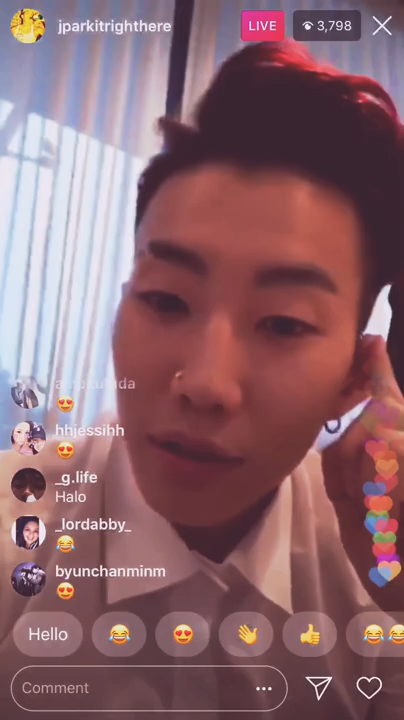 jparkitrighthere
LIVE
3,798
hhjessihh
😍
_g.life
Halo
_lordabby_
😂
byunchanminm
😍
Hello 😂 😍 👋 👍 😂😂
Comment